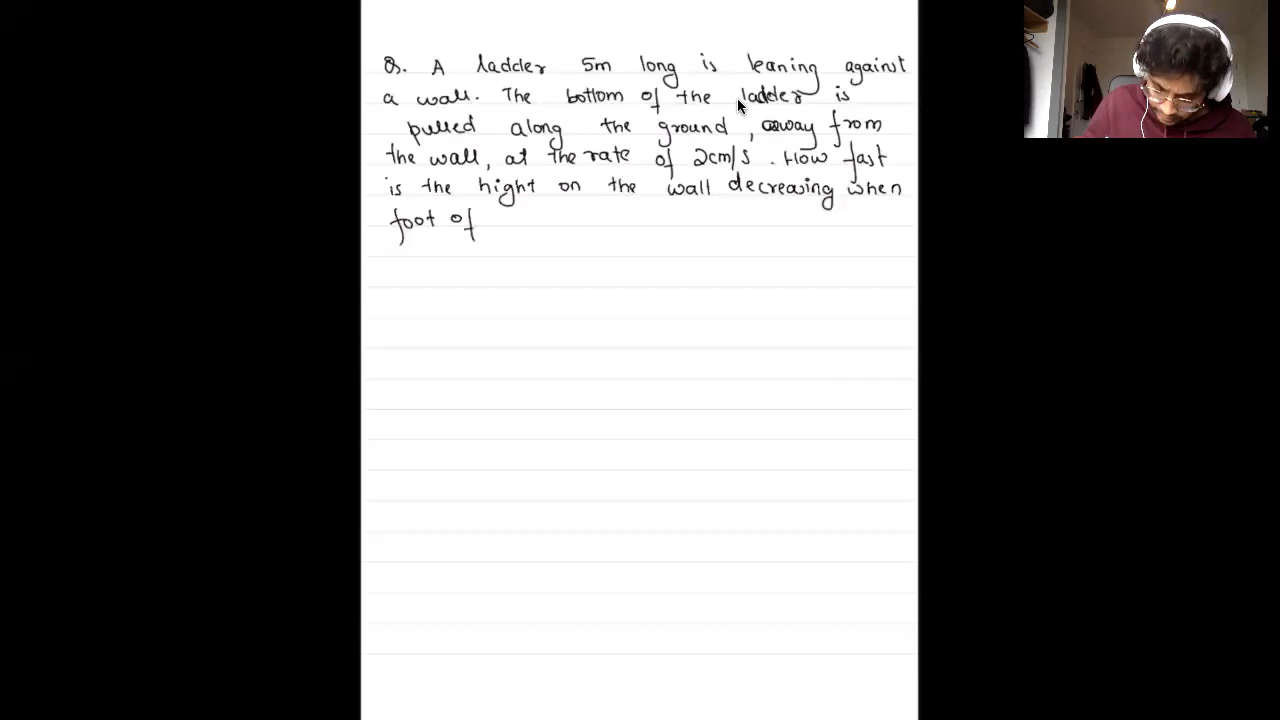 Q. A ladder 5m long is leaning against
a wall. The bottom of the ladder is
pulled along the ground, away from
the wall, at the rate of 2cm/s. How fast
is the hight on the wall decreasing when
foot of